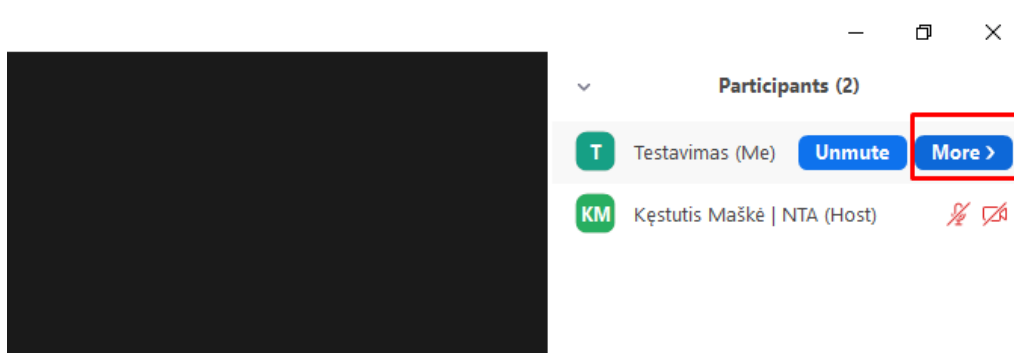 Participants (2)
T Testavimas (Me) Unmute More >
KM Kęstutis Maškė | NTA (Host)